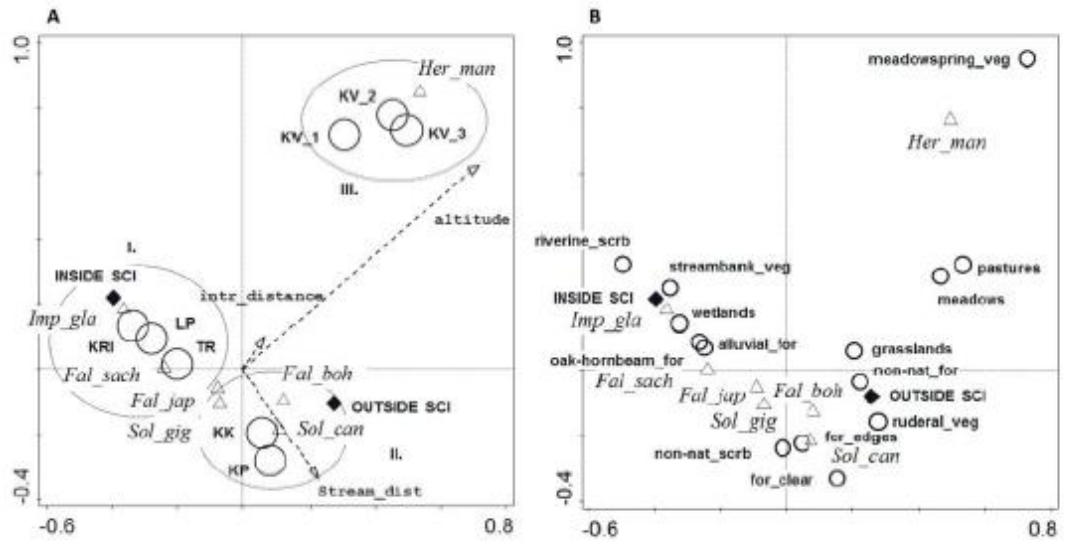 A
1.0
Her_man
KV_2
KV_1
KV_3
III.
altitude
I.
INSIDE SCI
intr_distance
Imp_gla
LP
KRI
TR
Fal_sach
Fal_boh
Fal_jap
OUTSIDE SCI
Sol_gig
Sol_can
KK
II.
KP
Stream_dist
-0.4
-0.6
0.8
B
1.0
meadowspring_veg
Her_man
riverine_scrb
streambank_veg
pastures
INSIDE SCI
meadows
Imp_gla
wetlands
alluvial_for
grasslands
oak-hornbeam_for
non-nat_for
Fal_sach
Fal_jap
Fal_boh
OUTSIDE SCI
Sol_gig
ruderal_veg
for_edges
non-nat_scrb
Sol_can
for_clear
-0.4
-0.6
0.8